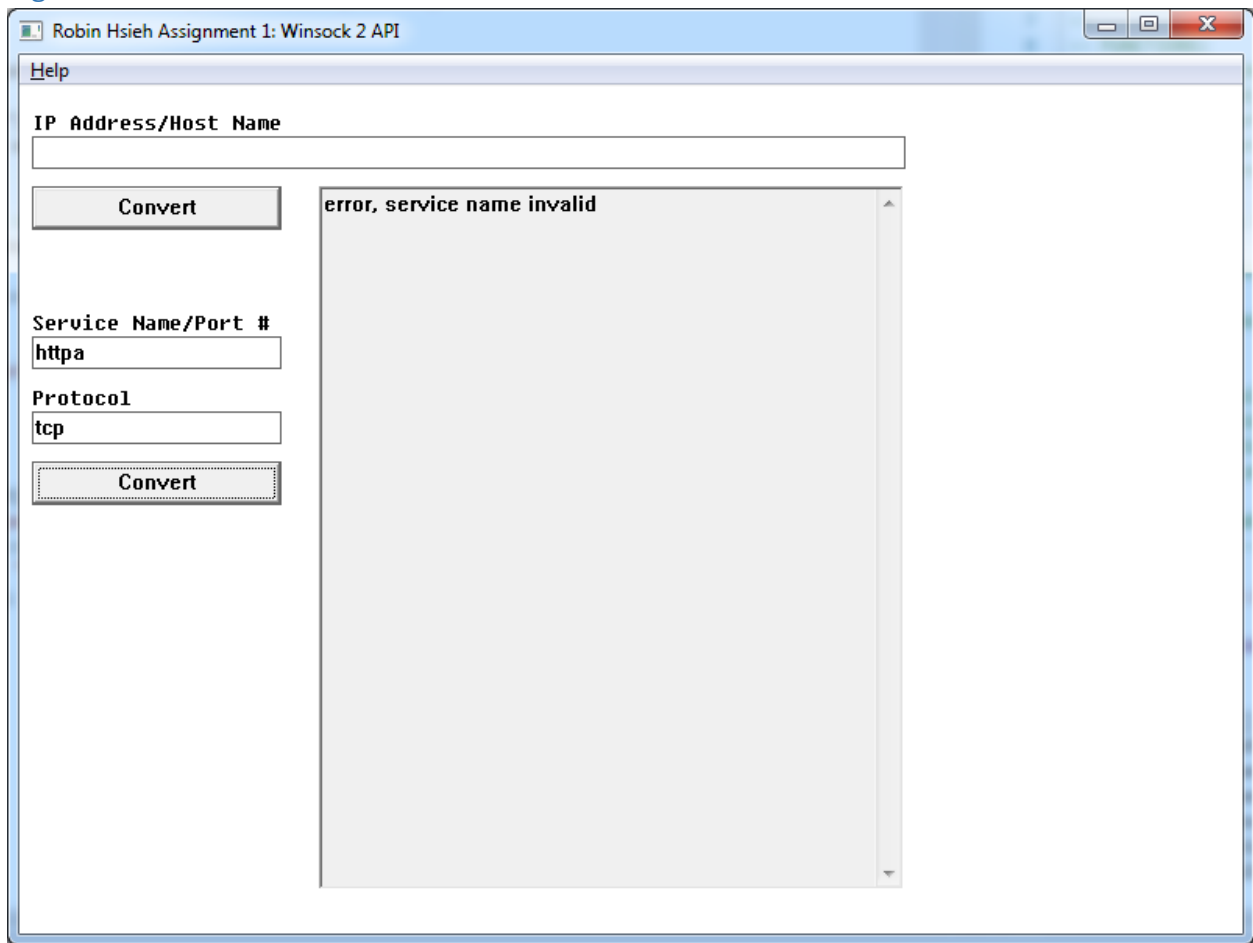 Robin Hsieh Assignment 1: Winsock 2 API
Help
IP Address/Host Name
Convert
error, service name invalid
Service Name/Port #
httpa
Protocol
tcp
Convert